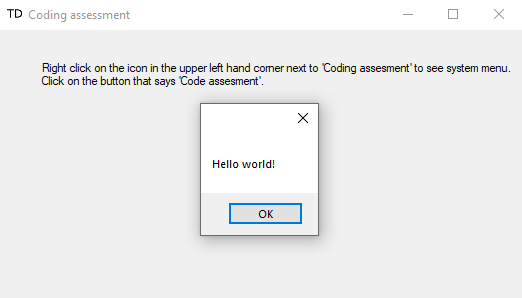 TD Coding assessment
Right click on the icon in the upper left hand corner next to 'Coding assesment' to see system menu.
Click on the button that says 'Code assesment'.
Hello world!
OK